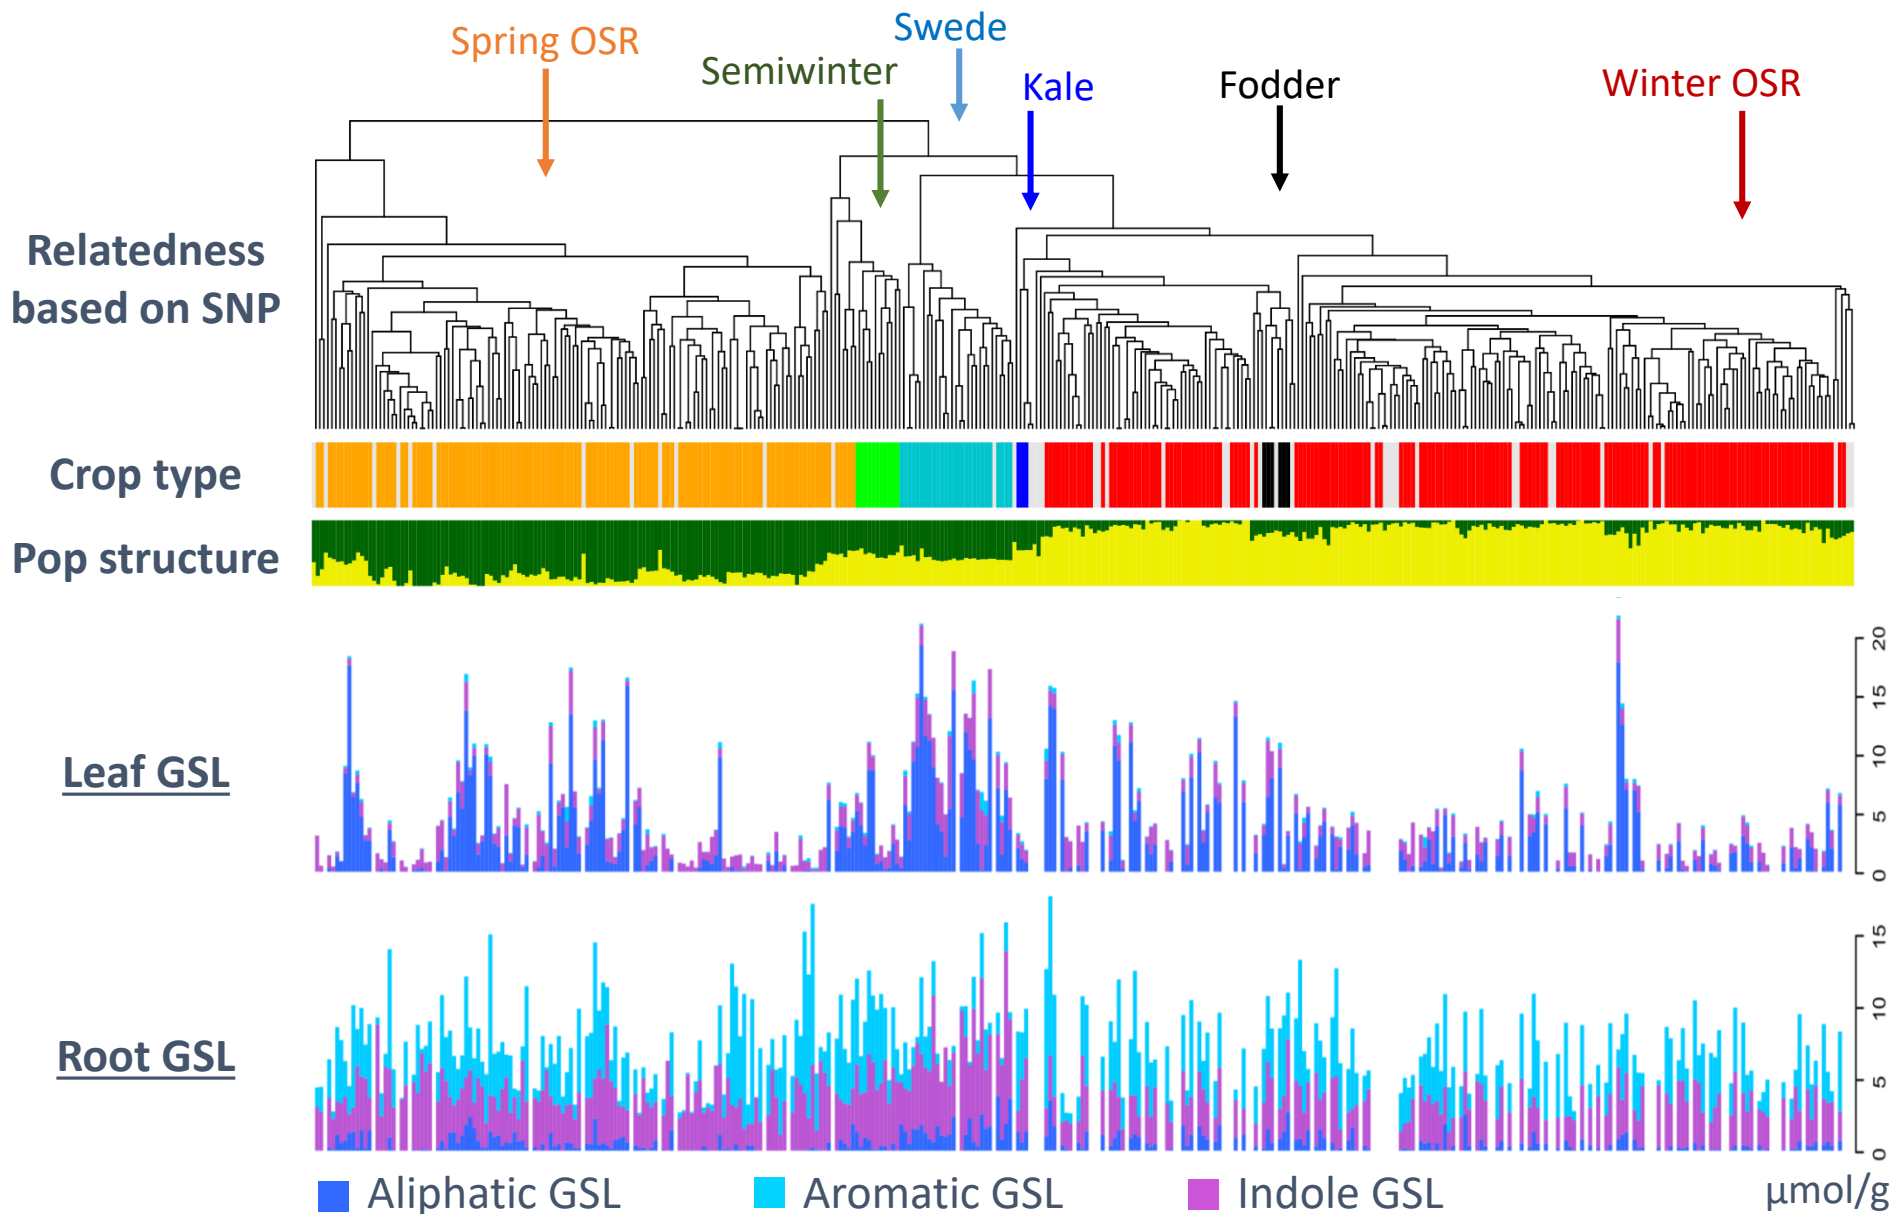 Swede
Spring OSR
Semiwinter
Kale
Fodder
Winter OSR
Relatedness
based on SNP
Crop type
Pop structure
Leaf GSL
20
15
10
5
0
Root GSL
15
10
5
0
Aliphatic GSL
Aromatic GSL
Indole GSL
μmol/g